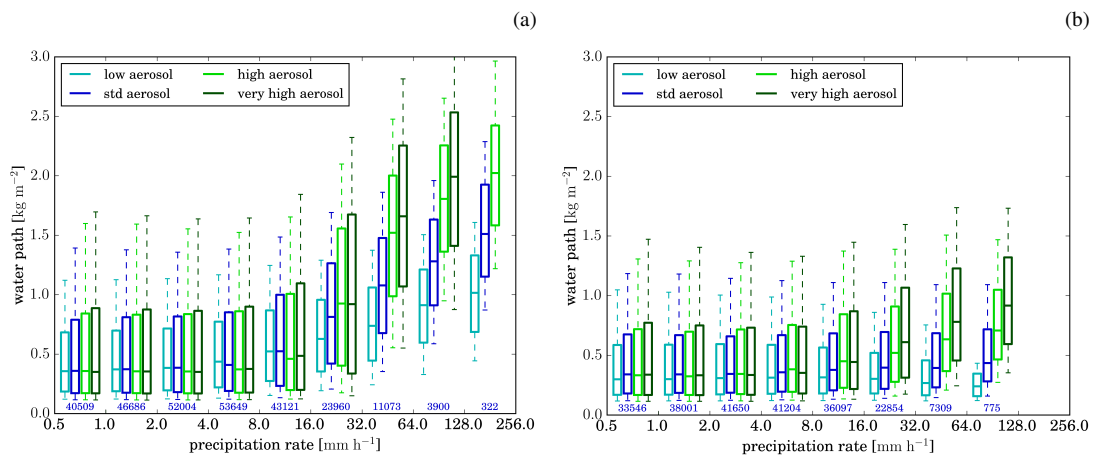 (a)
(b)
low aerosol
std aerosol
high aerosol
very high aerosol
low aerosol
std aerosol
high aerosol
very high aerosol
3.0
2.5
2.0
1.5
1.0
0.5
0.0
water path [kg m−2]
40509 46686 52004 53649 43121 23960 11073 3900 322
0.5 1.0 2.0 4.0 8.0 16.0 32.0 64.0 128.0 256.0
precipitation rate [mm h−1]
3.0
2.5
2.0
1.5
1.0
0.5
0.0
water path [kg m−2]
33546 38001 41650 41204 36097 22854 7309 775
0.5 1.0 2.0 4.0 8.0 16.0 32.0 64.0 128.0 256.0
precipitation rate [mm h−1]